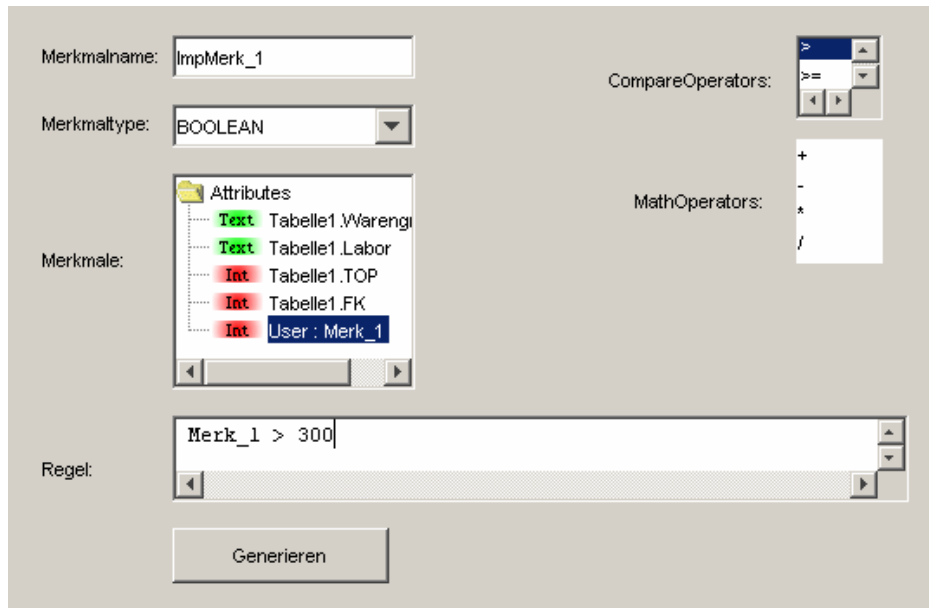 Merkmalname:
ImpMerk_1
CompareOperators:
>
>=
Merkmaltype:
BOOLEAN
MathOperators:
+
-
*
/
Merkmale:
Attributes
Text Tabelle1.Warengr
Text Tabelle1.Labor
Int Tabelle1.TOP
Int Tabelle1.FK
Int User : Merk_1
Regel:
Merk_1 > 300
Generieren